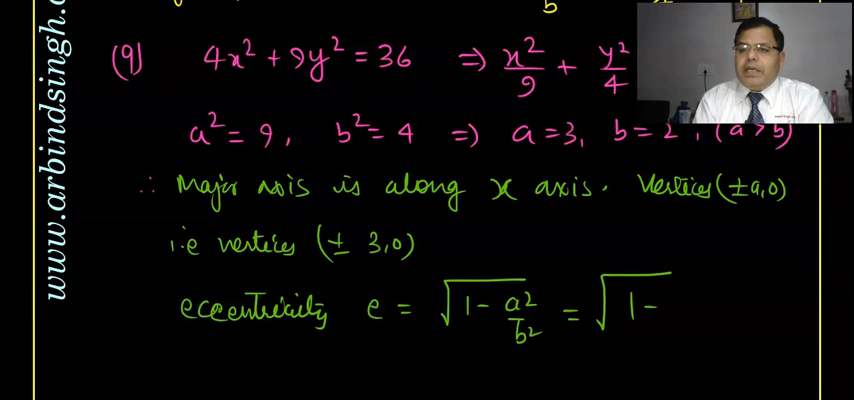 b
(9) 4x² + 9y² = 36 ⇒ x²/9 + y²/4
a² = 9, b² = 4 ⇒ a = 3, b = 2, (a > b)
∴ Major axis is along x axis. Vertices (±a,0)
i.e vertices (± 3,0)
eccentricity e = √(1 - a²/b²) = √(1 -
www.arbindsingh.c